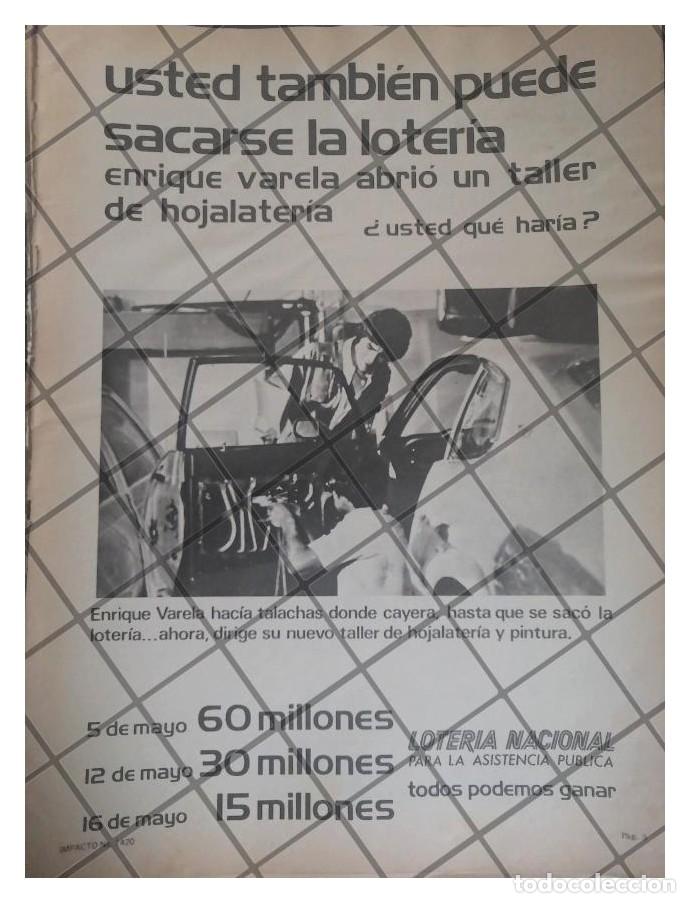 usted también puede
sacarse la lotería
enrique varela abrió un taller
de hojalatería
¿usted qué haría?
Enrique Varela hacía talachas donde cayera, hasta que se sacó la
lotería...ahora, dirige su nuevo taller de hojalatería y pintura.
5 de mayo 60 millones
12 de mayo 30 millones
16 de mayo 15 millones
LOTERIA NACIONAL
PARA LA ASISTENCIA PUBLICA
todos podemos ganar
IMPACTO
Pág.
todocoleccion.net